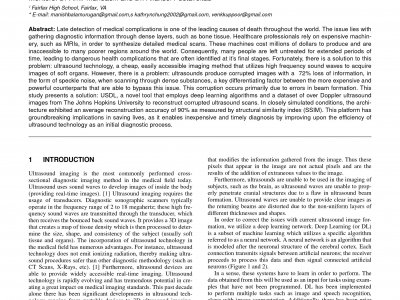 ¹ Fairfax High School, Fairfax, VA
* E-mail: manishkalamurugan@gmail.com,s.kathrynchung2002@gmail.com, venkksuppon@gmail.com
Abstract: Late detection of medical complications is one of the leading causes of death throughout the world. The issue lies with
gathering diagnostic information through dense layers, such as bone tissue. Healthcare professionals rely on expensive machin-
ery, such as MRIs, in order to synthesize detailed medical scans. These machines cost millions of dollars to produce and are
inaccessible to many poorer regions around the world. Consequently, many people are left untreated for extended periods of
time, leading to dangerous health complications that are often identified at it's final stages. Fortunately, there is a solution to this
problem: ultrasound technology, a cheap, easily accessible imaging method that utilizes high frequency sound waves to acquire
images of soft organs. However, there is a problem: ultrasounds produce corrupted images with a 72% loss of information, in
the form of speckle noise, when scanning through dense substances, a key differentiating factor between expensive and powerful
counterparts that are able to bypass this issue. This corruption occurs primarily due to errors in beam formation. This
study presents a solution: USDL, a novel tool that employs deep learning algorithms and a dataset of over Doppler ultrasound
images from The Johns Hopkins University to reconstruct corrupted ultrasound scans. In closely simulated conditions, the arc-
tecture exhibited an average reconstruction accuracy of 90% as measured by structural similarity index (SSIM). This platform has
groundbreaking implications in saving lives, as it enables inexpensive and timely diagnosis by improving upon the efficiency of
ultrasound technology as an initial diagnostic process.
1 INTRODUCTION
Ultrasound imaging is the most commonly performed cross-
sectional diagnostic imaging method in the medical field today.
Ultrasound uses sound waves to develop images of inside the body
(providing real-time images). [1] Ultrasound imaging requires the
usage of transducers. Diagnostic sonographic scanners typically
operate in the frequency range of 2 to 18 megahertz; these high fre-
quency sound waves are transmitted through the transducer, which
then receives the bounced back sound waves. It provides a 3D image
that creates a map of tound density which is then processed to deter-
mine the size, shape, and consistency of the subject (usually soft
tissue and organs). The incorporation of ultrasound technology in
the medical field has numerous advantages. For instance, ultrasound
technology does not emit ionizing radiation, thereby making ultra-
sound procedures safer than other diagnostic methodology (such as
CT Scans, X-Rays, etc). [1] Furthermore, ultrasound devices are
able to provide widely accessible real-time imaging. Ultrasound
technology is rapidly evolving and has tremendous potential in cre-
ating a great impact on medical imaging standards. This past decade
alone there has been significant developments in ultrasound tech-
that modifies the information gathered from the image. Thus these
pixels that appear in the image are not actual pixels and are the
results of the addition of extraneous values to the image.
Furthermore, ultrasounds are unable to be used in the imaging of
subjects, such as the brain, as ultrasound waves are unable to prop-
erly penetrate cranial structures due to a flow in ultrasound beam
formation. Ultrasound waves are unable to provide clear images as
the returning beams are distorted due to the non-uniform layers of
different thicknesses and shapes.
In order to correct the issues with current ultrasound image for-
mation, we utilize a deep learning network. Deep Learning (or DL)
is a subset of machine learning which utilizes a specific algorithm
referred to as a neural network. A neural network is an algorithm that
is modeled after the neuronal structure of the cerebral cortex. Each
connection transmits signals between artificial neurons; the receptor
proceeds to process this data and then signal connected artificial
neurons (Figure 1 and 2).
In a sense, these systems have to learn in order to perform. The
data obtained from the outlet is used as an input for tasks using exam-
ples that have not been programmed. DL has been implemented
to perform multiple tasks such as image and speech recognition,